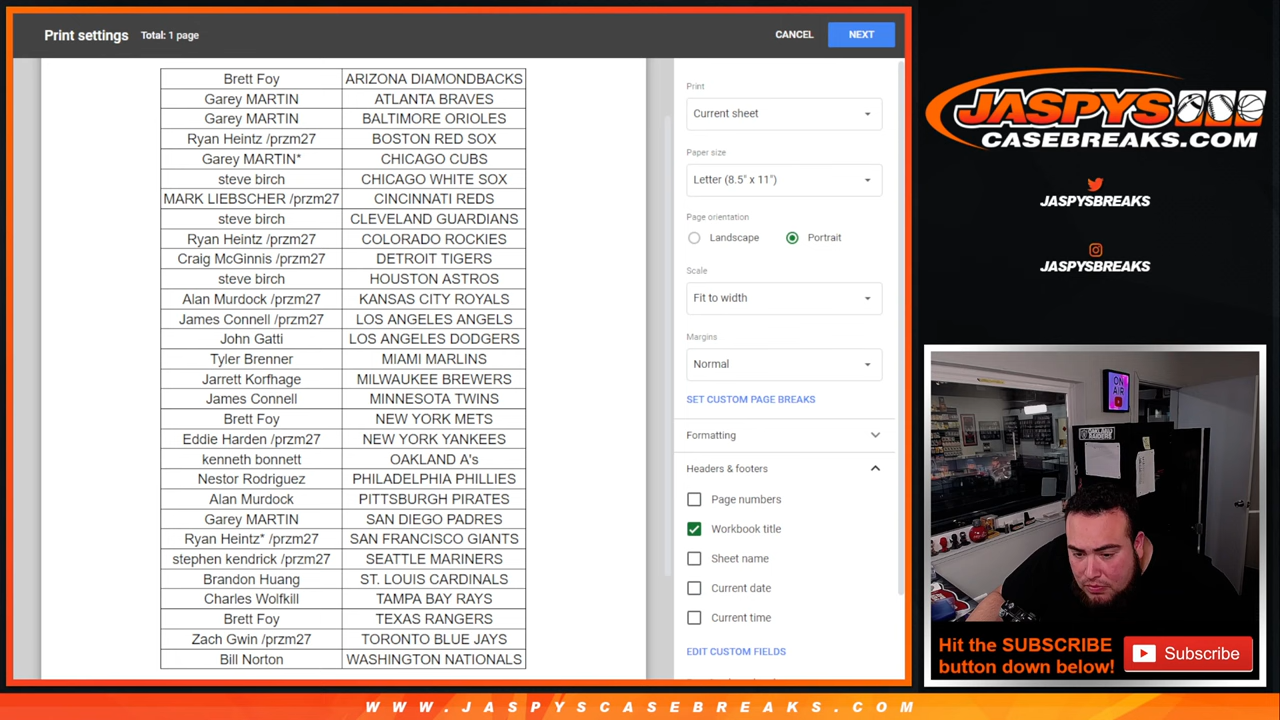 Print settings Total: 1 page CANCEL NEXT
Brett Foy ARIZONA DIAMONDBACKS
Garey MARTIN ATLANTA BRAVES
Garey MARTIN BALTIMORE ORIOLES
Ryan Heintz /przm27 BOSTON RED SOX
Garey MARTIN* CHICAGO CUBS
steve birch CHICAGO WHITE SOX
MARK LIEBSCHER /przm27 CINCINNATI REDS
steve birch CLEVELAND GUARDIANS
Ryan Heintz /przm27 COLORADO ROCKIES
Craig McGinnis /przm27 DETROIT TIGERS
steve birch HOUSTON ASTROS
Alan Murdock /przm27 KANSAS CITY ROYALS
James Connell /przm27 LOS ANGELES ANGELS
John Gatti LOS ANGELES DODGERS
Tyler Brenner MIAMI MARLINS
Jarrett Korfhage MILWAUKEE BREWERS
James Connell MINNESOTA TWINS
Brett Foy NEW YORK METS
Eddie Harden /przm27 NEW YORK YANKEES
kenneth bonnett OAKLAND A's
Nestor Rodriguez PHILADELPHIA PHILLIES
Alan Murdock PITTSBURGH PIRATES
Garey MARTIN SAN DIEGO PADRES
Ryan Heintz* /przm27 SAN FRANCISCO GIANTS
stephen kendrick /przm27 SEATTLE MARINERS
Brandon Huang ST. LOUIS CARDINALS
Charles Wolfkill TAMPA BAY RAYS
Brett Foy TEXAS RANGERS
Zach Gwin /przm27 TORONTO BLUE JAYS
Bill Norton WASHINGTON NATIONALS
Print
Current sheet
Paper size
Letter (8.5" x 11")
Page orientation
Landscape Portrait
Scale
Fit to width
Margins
Normal
SET CUSTOM PAGE BREAKS
Formatting
Headers & footers
Page numbers
Workbook title
Sheet name
Current date
Current time
EDIT CUSTOM FIELDS
JASPYS
CASEBREAKS.COM
JASPYSBREAKS
JASPYSBREAKS
ON
AIR
Hit the SUBSCRIBE
button down below!
Subscribe
WWW.JASPYSCASEBREAKS.COM